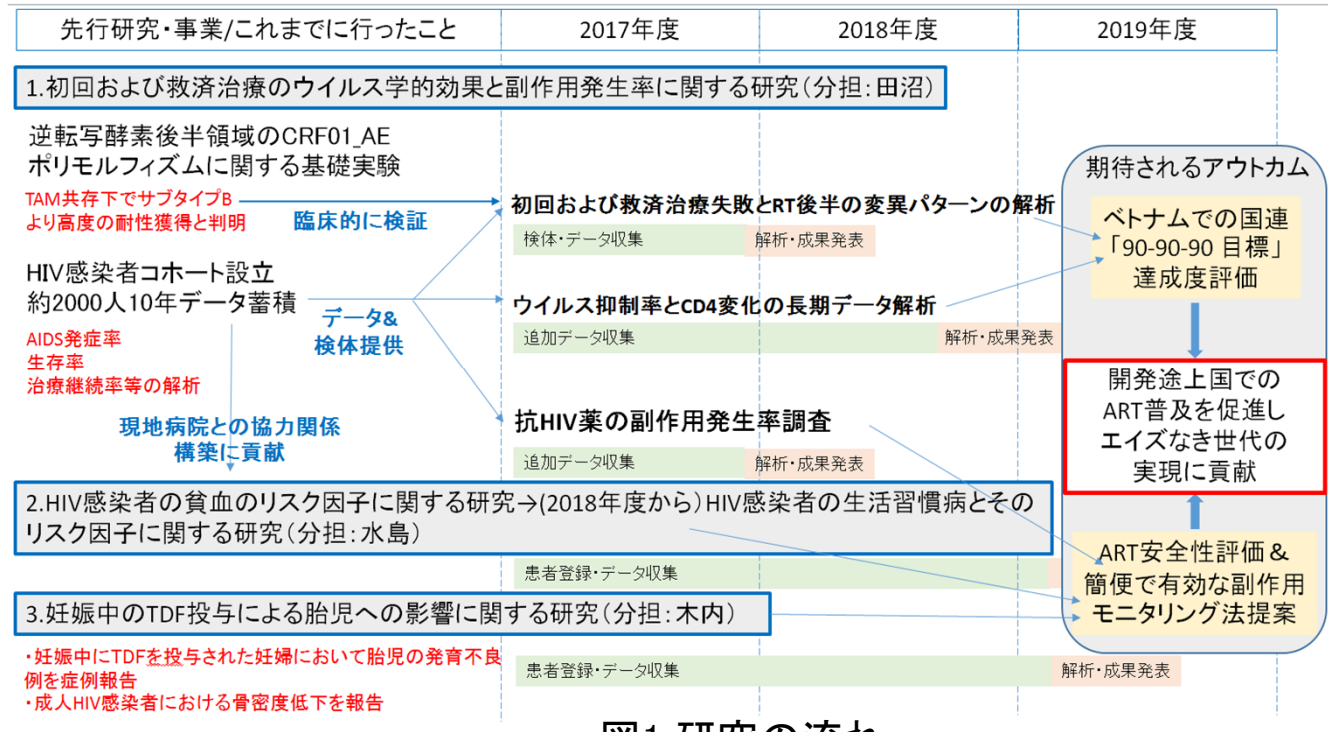 先行研究・事業/これまでに行ったこと
2017年度
2018年度
2019年度
1.初回および救済治療のウイルス学的効果と副作用発生率に関する研究（分担：田沼）
逆転写酵素後半領域のCRF01_AE
ポリモルフィズムに関する基礎実験
TAM共存下でサブタイプB
より高度の耐性獲得と判明
臨床的に検証
初回および救済治療失敗とRT後半の変異パターンの解析
検体・データ収集
解析・成果発表
HIV感染者コホート設立
約2000人10年データ蓄積
データ&
検体提供
AIDS発症率
生存率
治療継続率等の解析
ウイルス抑制率とCD4変化の長期データ解析
追加データ収集
解析・成果発表
現地病院との協力関係
構築に貢献
抗HIV薬の副作用発生率調査
追加データ収集
解析・成果発表
2.HIV感染者の貧血のリスク因子に関する研究→(2018年度から）HIV感染者の生活習慣病とその
リスク因子に関する研究（分担：水島）
患者登録・データ収集
3.妊娠中のTDF投与による胎児への影響に関する研究（分担：木内）
・妊娠中にTDFを投与された妊婦において胎児の発育不良
例を症例報告
・成人HIV感染者における骨密度低下を報告
患者登録・データ収集
解析・成果発表
期待されるアウトカム
ベトナムでの国連
「90-90-90 目標」
達成度評価
開発途上国での
ART普及を促進し
エイズなき世代の
実現に貢献
ART安全性評価＆
簡便で有効な副作用
モニタリング法提案
図1 研究の流れ